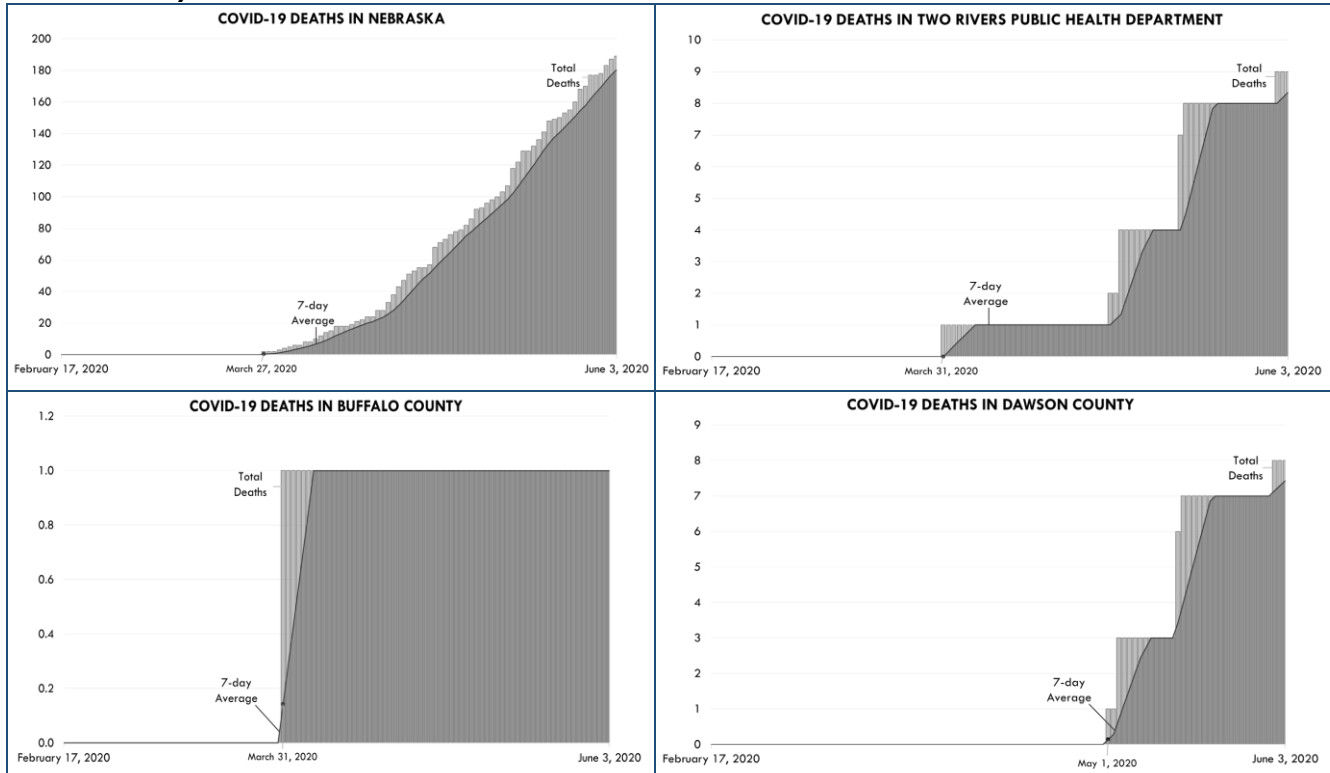 COVID-19 DEATHS IN NEBRASKA
200
180
160
140
120
100
80
60
40
20
0
Total
Deaths
7-day
Average
February 17, 2020
March 27, 2020
June 3, 2020
COVID-19 DEATHS IN TWO RIVERS PUBLIC HEALTH DEPARTMENT
10
9
8
7
6
5
4
3
2
1
0
Total
Deaths
7-day
Average
February 17, 2020
March 31, 2020
June 3, 2020
COVID-19 DEATHS IN BUFFALO COUNTY
1.2
1.0
0.8
0.6
0.4
0.2
0.0
Total
Deaths
7-day
Average
February 17, 2020
March 31, 2020
June 3, 2020
COVID-19 DEATHS IN DAWSON COUNTY
9
8
7
6
5
4
3
2
1
0
Total
Deaths
7-day
Average
February 17, 2020
May 1, 2020
June 3, 2020